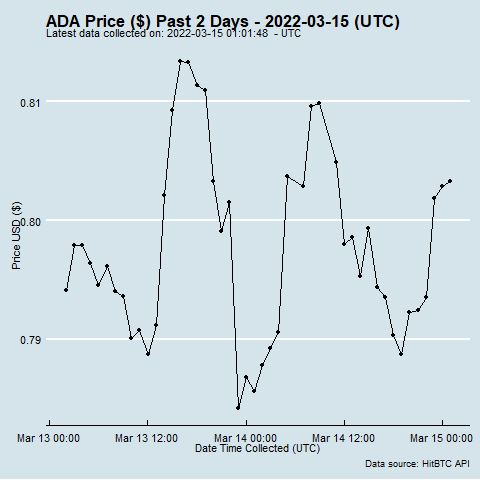 ADA Price ($) Past 2 Days - 2022-03-15 (UTC)
Latest data collected on: 2022-03-15 01:01:48 - UTC
0.81
0.80
0.79
Price USD ($)
Mar 13 00:00 Mar 13 12:00 Mar 14 00:00 Mar 14 12:00 Mar 15 00:00
Date Time Collected (UTC)
Data source: HitBTC API